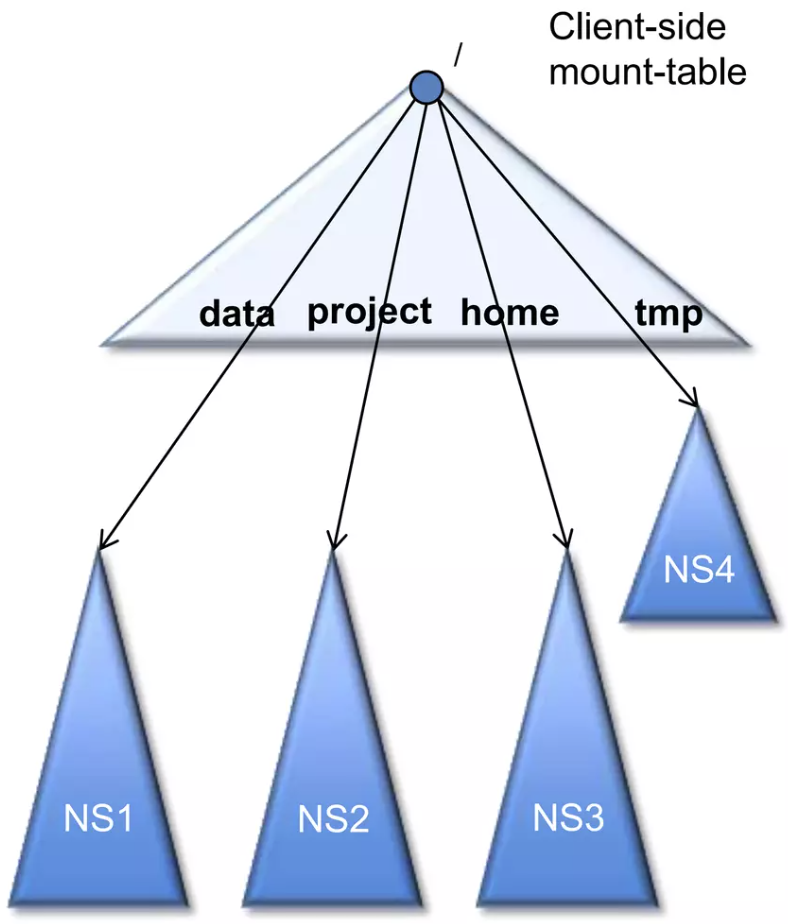 Client-side
mount-table
/
data project home tmp
NS4
NS1 NS2 NS3